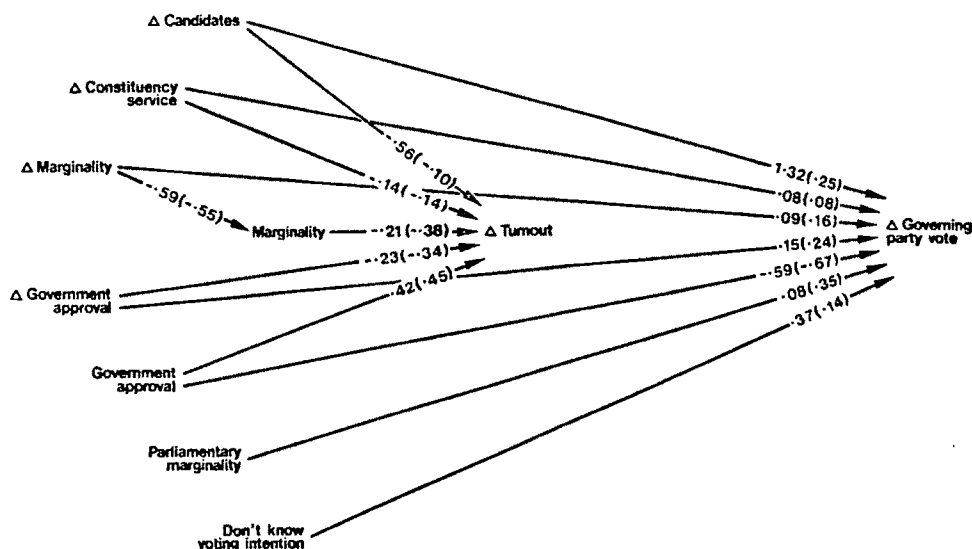 Δ Candidates
Δ Constituency
service
Δ Marginality
-.56(-.10)
-.14(-.14)
-.59(-.55)
Marginality
-.21(-.38)
-.23(-.34)
.42(.45)
Δ Turnout
1.32(.25)
.08(.08)
.09(.16)
.15(.24)
-.59(-.67)
.08(.35)
.37(.14)
Δ Governing
party vote
Δ Government
approval
Government
approval
Parliamentary
marginality
Don't know
voting intention